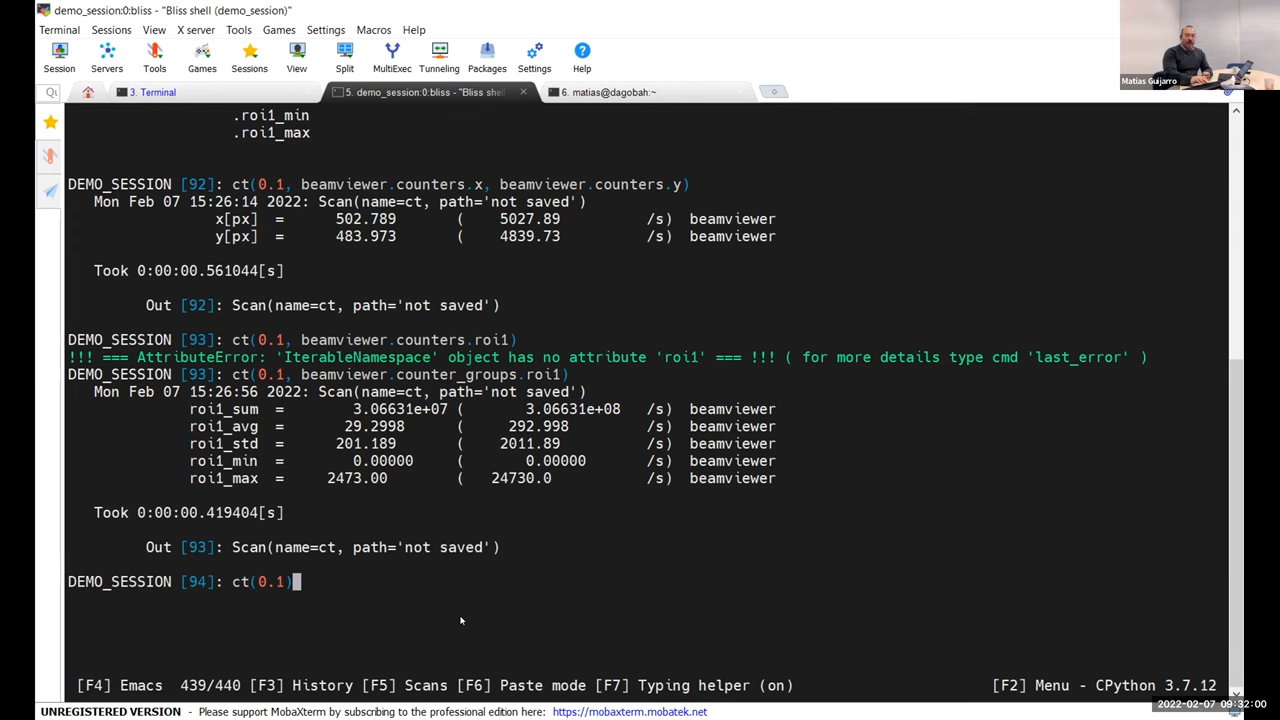 demo_session:0:bliss - "Bliss shell (demo_session)"
Terminal Sessions View X server Tools Games Settings Macros Help
Session Servers Tools Games Sessions View Split MultiExec Tunneling Packages Settings Help
Matias Guijarro
3. Terminal
5. demo_session:0:bliss - "Bliss shell
6. matias@dagobah:~
.roi1_min
.roi1_max
DEMO_SESSION [92]: ct(0.1, beamviewer.counters.x, beamviewer.counters.y)
Mon Feb 07 15:26:14 2022: Scan(name=ct, path='not saved')
x[px] = 502.789 ( 5027.89 /s) beamviewer
y[px] = 483.973 ( 4839.73 /s) beamviewer
Took 0:00:00.561044[s]
Out [92]: Scan(name=ct, path='not saved')
DEMO_SESSION [93]: ct(0.1, beamviewer.counters.roi1)
!!! === AttributeError: 'IterableNamespace' object has no attribute 'roi1' === !!! ( for more details type cmd 'last_error' )
DEMO_SESSION [93]: ct(0.1, beamviewer.counter_groups.roi1)
Mon Feb 07 15:26:56 2022: Scan(name=ct, path='not saved')
roi1_sum = 3.06631e+07 ( 3.06631e+08 /s) beamviewer
roi1_avg = 29.2998 ( 292.998 /s) beamviewer
roi1_std = 201.189 ( 2011.89 /s) beamviewer
roi1_min = 0.00000 ( 0.00000 /s) beamviewer
roi1_max = 2473.00 ( 24730.0 /s) beamviewer
Took 0:00:00.419404[s]
Out [93]: Scan(name=ct, path='not saved')
DEMO_SESSION [94]: ct(0.1)
[F4] Emacs 439/440 [F3] History [F5] Scans [F6] Paste mode [F7] Typing helper (on) [F2] Menu - CPython 3.7.12
2022-02-07 09:32:00
UNREGISTERED VERSION - Please support MobaXterm by subscribing to the professional edition here: https://mobaxterm.mobatek.net